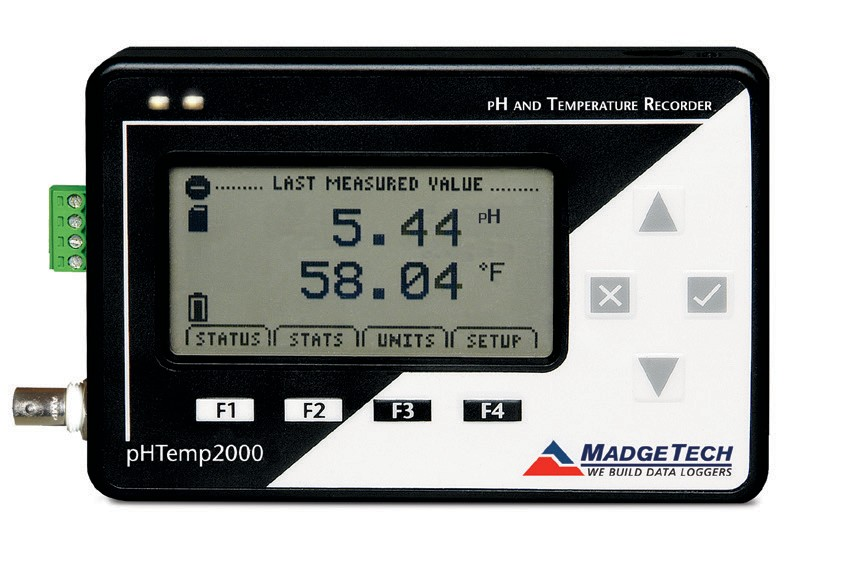 pH AND TEMPERATURE RECORDER
LAST MEASURED VALUE
5.44 pH
58.04 °F
STATUS STATS UNITS SETUP
F1 F2 F3 F4
pHTemp2000
MADGETECH
WE BUILD DATA LOGGERS